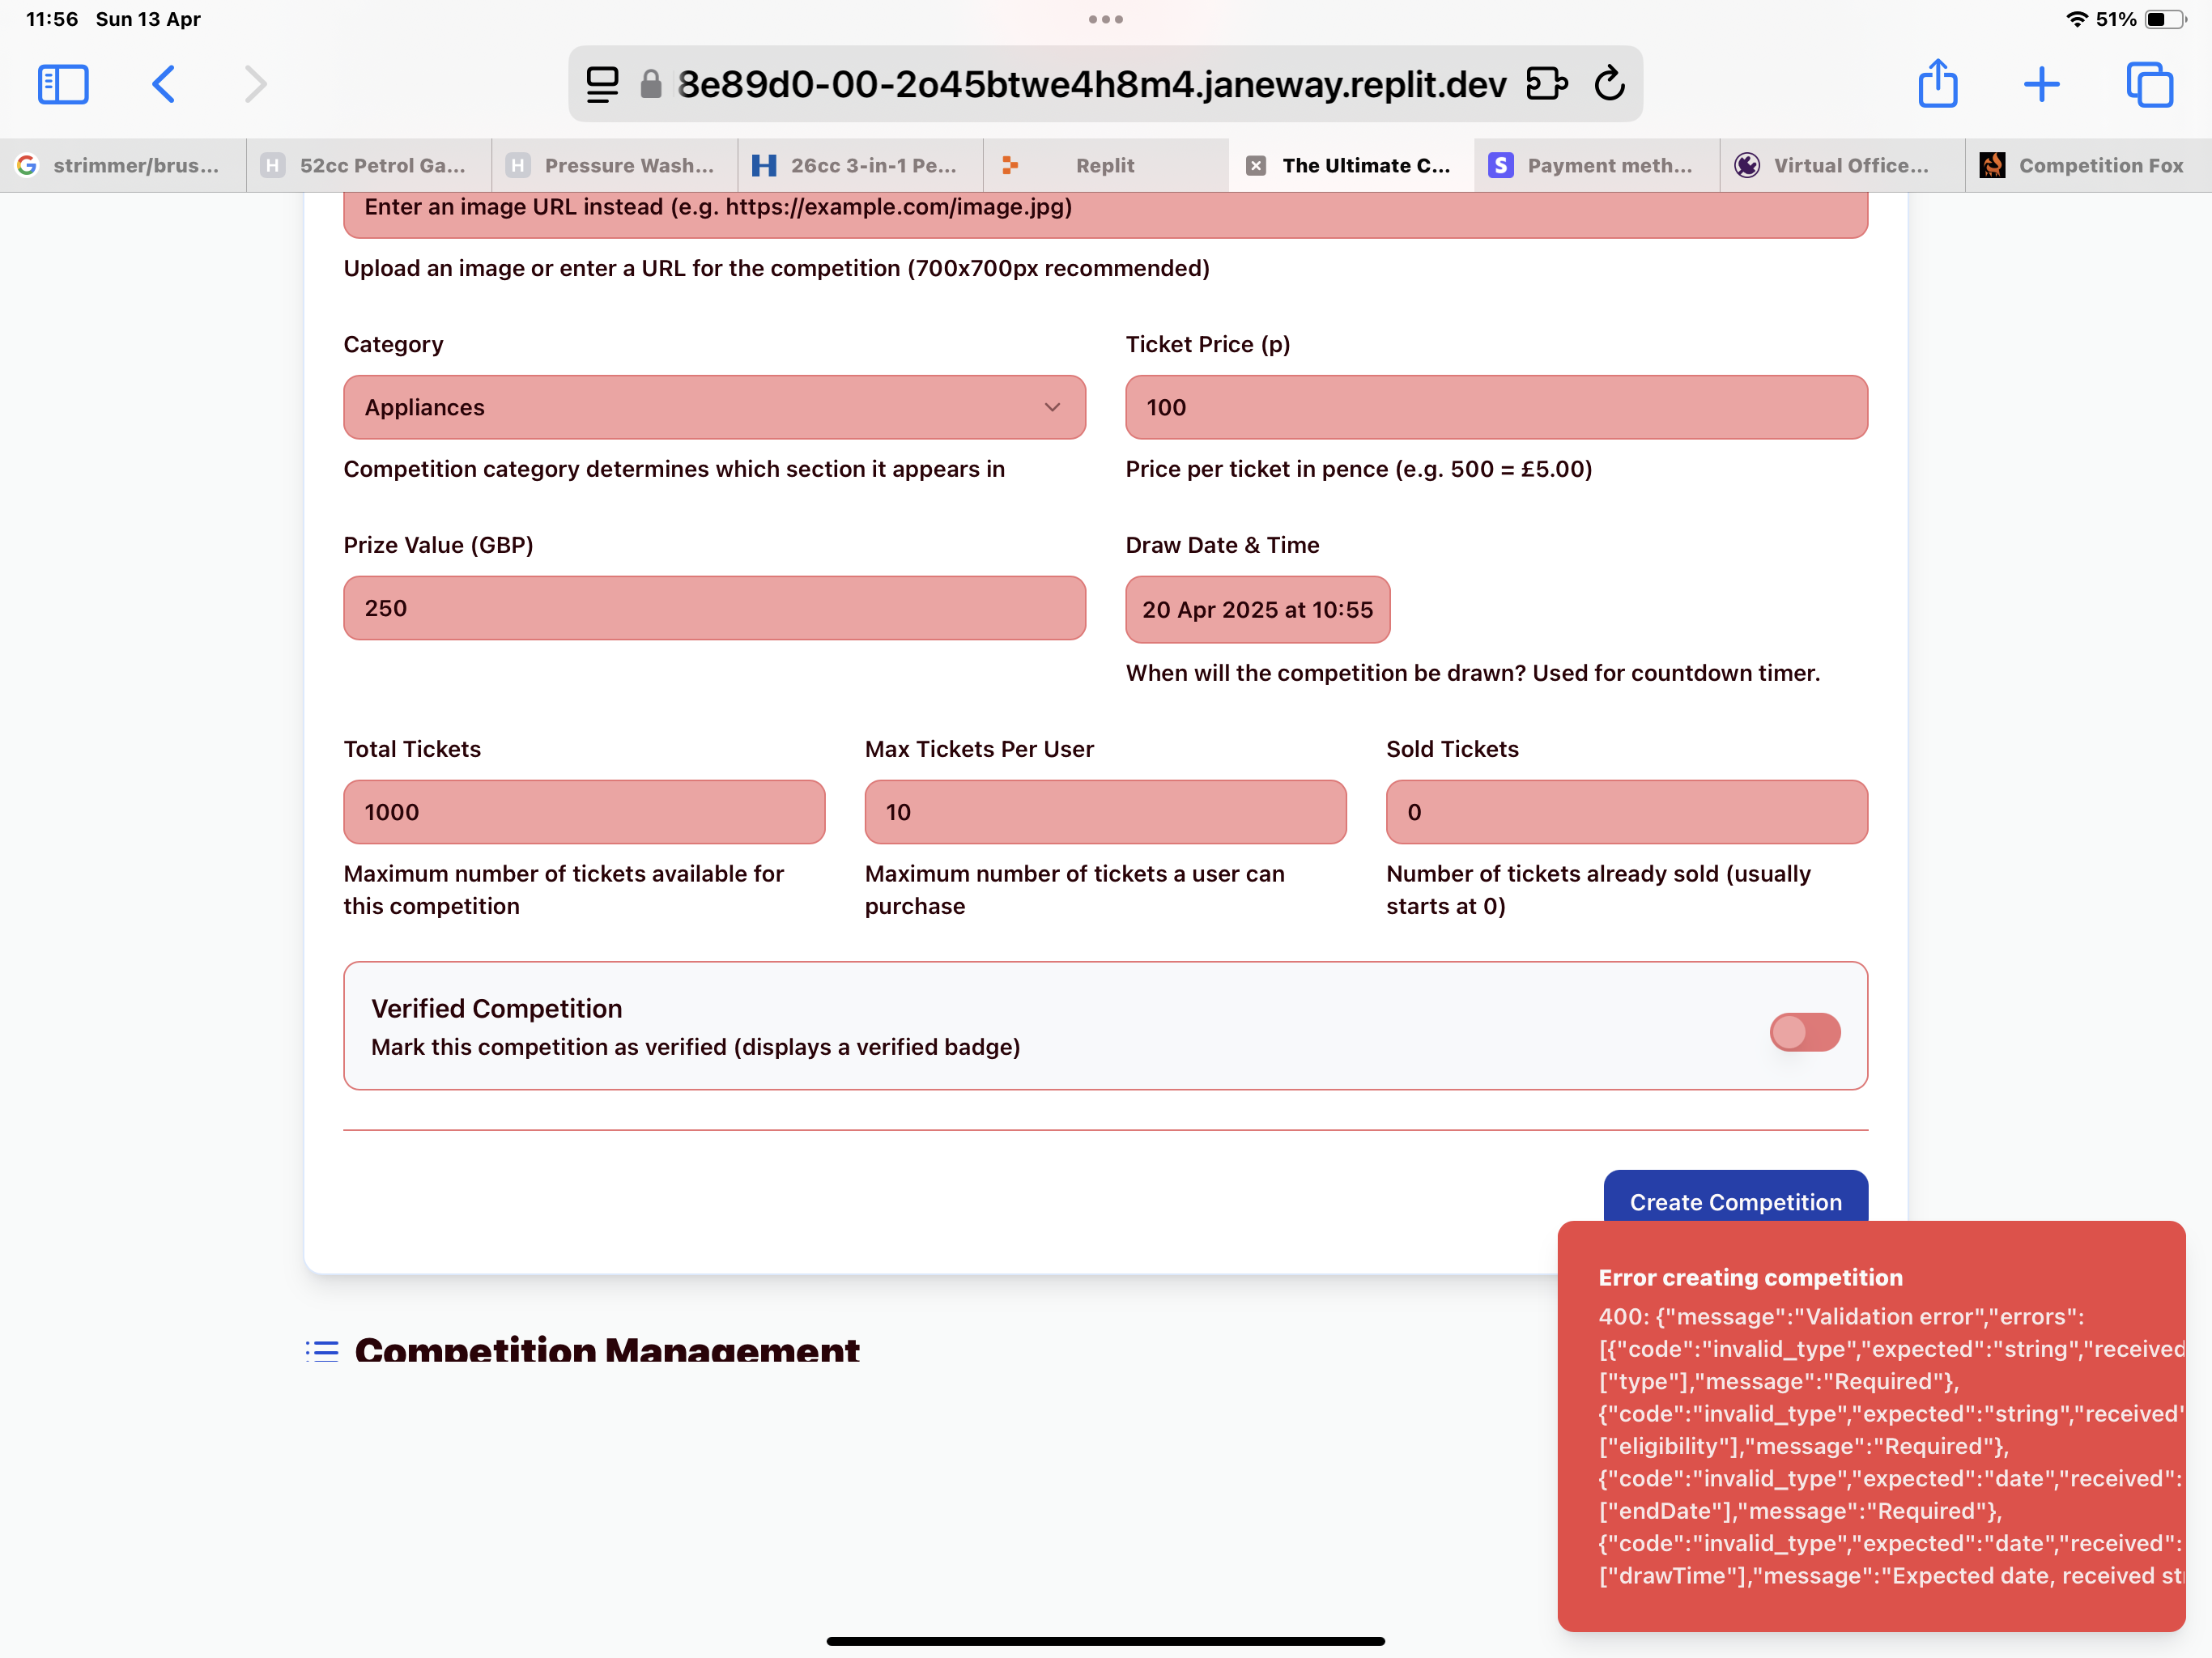 11:56 Sun 13 Apr
51%
8e89d0-00-2o45btwe4h8m4.janeway.replit.dev
strimmer/brus...
H 52cc Petrol Ga...
H Pressure Wash...
H 26cc 3-in-1 Pe...
Replit
The Ultimate C...
S Payment meth...
Virtual Office...
Competition Fox
Enter an image URL instead (e.g. https://example.com/image.jpg)
Upload an image or enter a URL for the competition (700x700px recommended)
Category
Ticket Price (p)
Appliances
100
Competition category determines which section it appears in
Price per ticket in pence (e.g. 500 = £5.00)
Prize Value (GBP)
Draw Date & Time
250
20 Apr 2025 at 10:55
When will the competition be drawn? Used for countdown timer.
Total Tickets
Max Tickets Per User
Sold Tickets
1000
10
0
Maximum number of tickets available for
this competition
Maximum number of tickets a user can
purchase
Number of tickets already sold (usually
starts at 0)
Verified Competition
Mark this competition as verified (displays a verified badge)
Create Competition
Error creating competition
400: {"message":"Validation error","errors":
[{"code":"invalid_type","expected":"string","received
["type"],"message":"Required"},
{"code":"invalid_type","expected":"string","received"
["eligibility"],"message":"Required"},
{"code":"invalid_type","expected":"date","received":
["endDate"],"message":"Required"},
{"code":"invalid_type","expected":"date","received":
["drawTime"],"message":"Expected date, received st
Competition Management